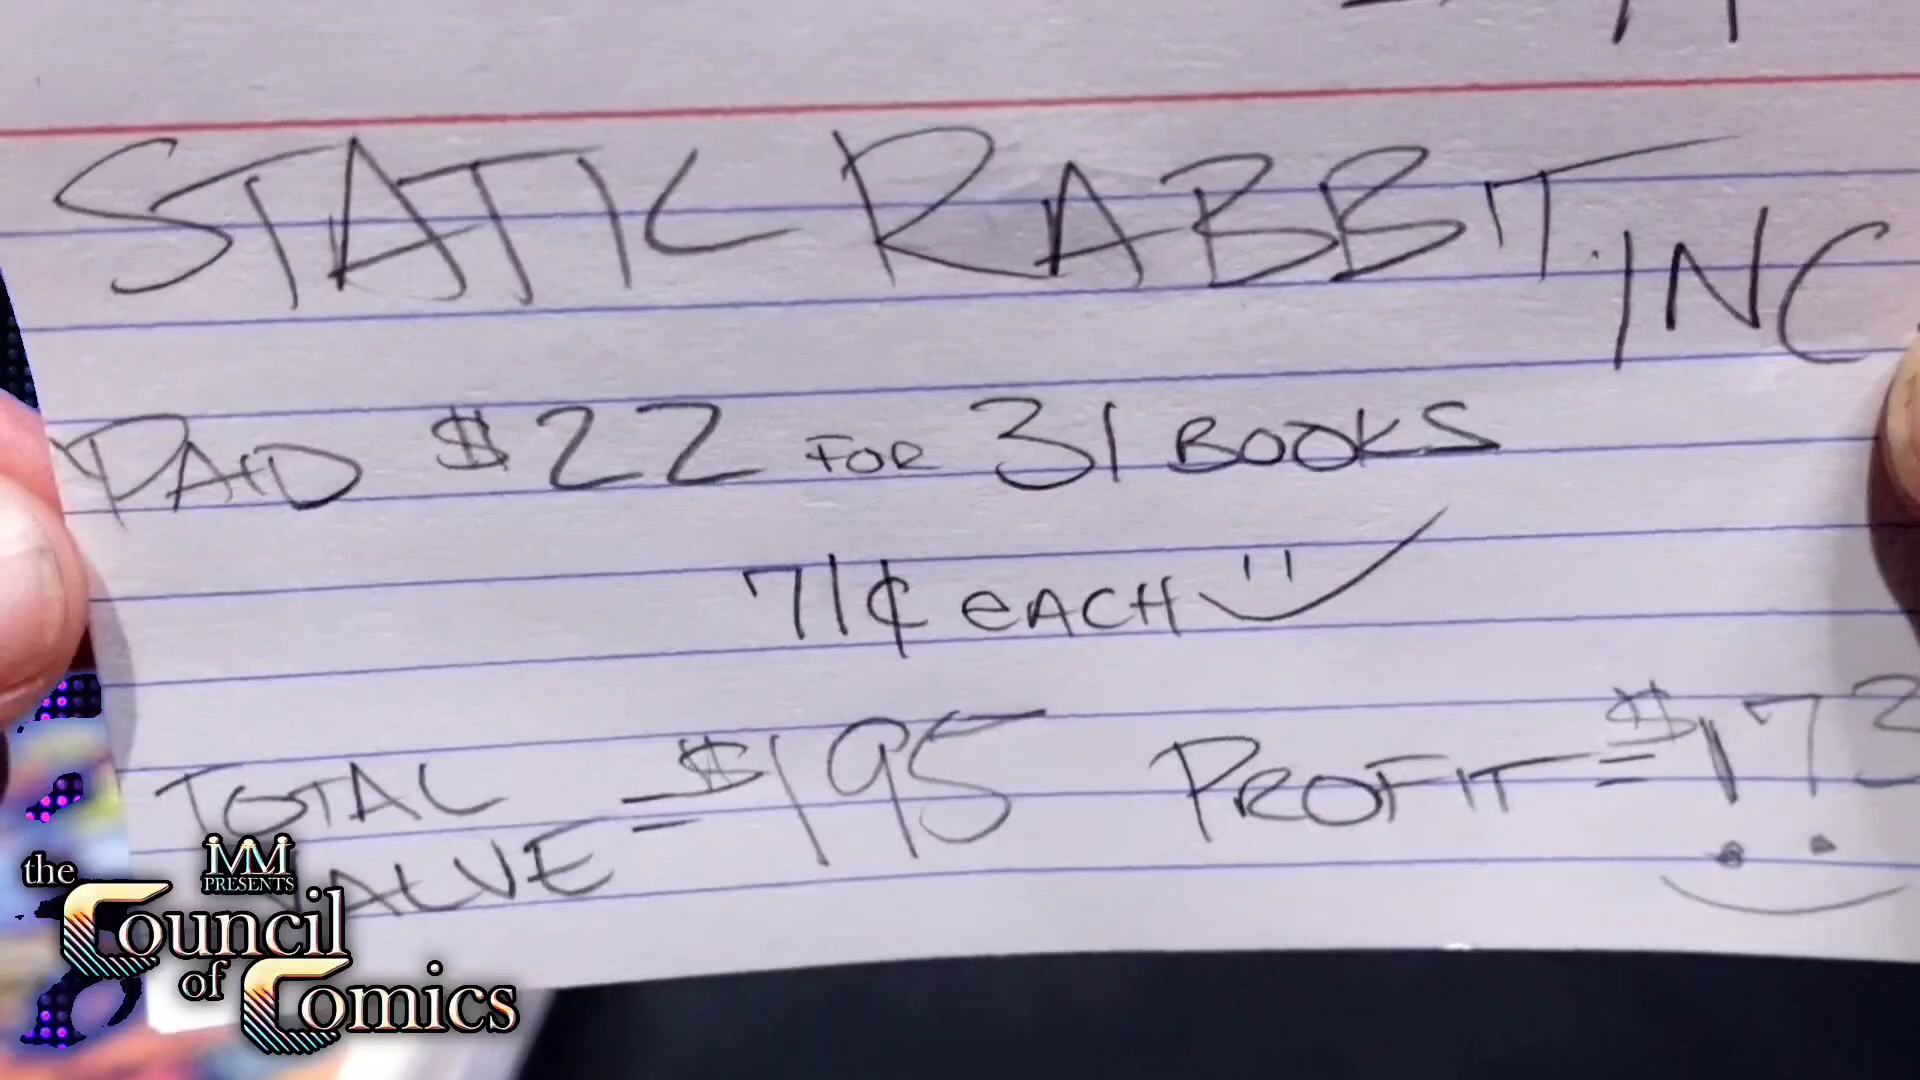 STATIC RABBIT INC
PAID $22 FOR 31 BOOKS
71¢ eACH
TOTAL VALUE = $195 PROFIT = $173
IMLMI PRESENTS
the Council of Comics